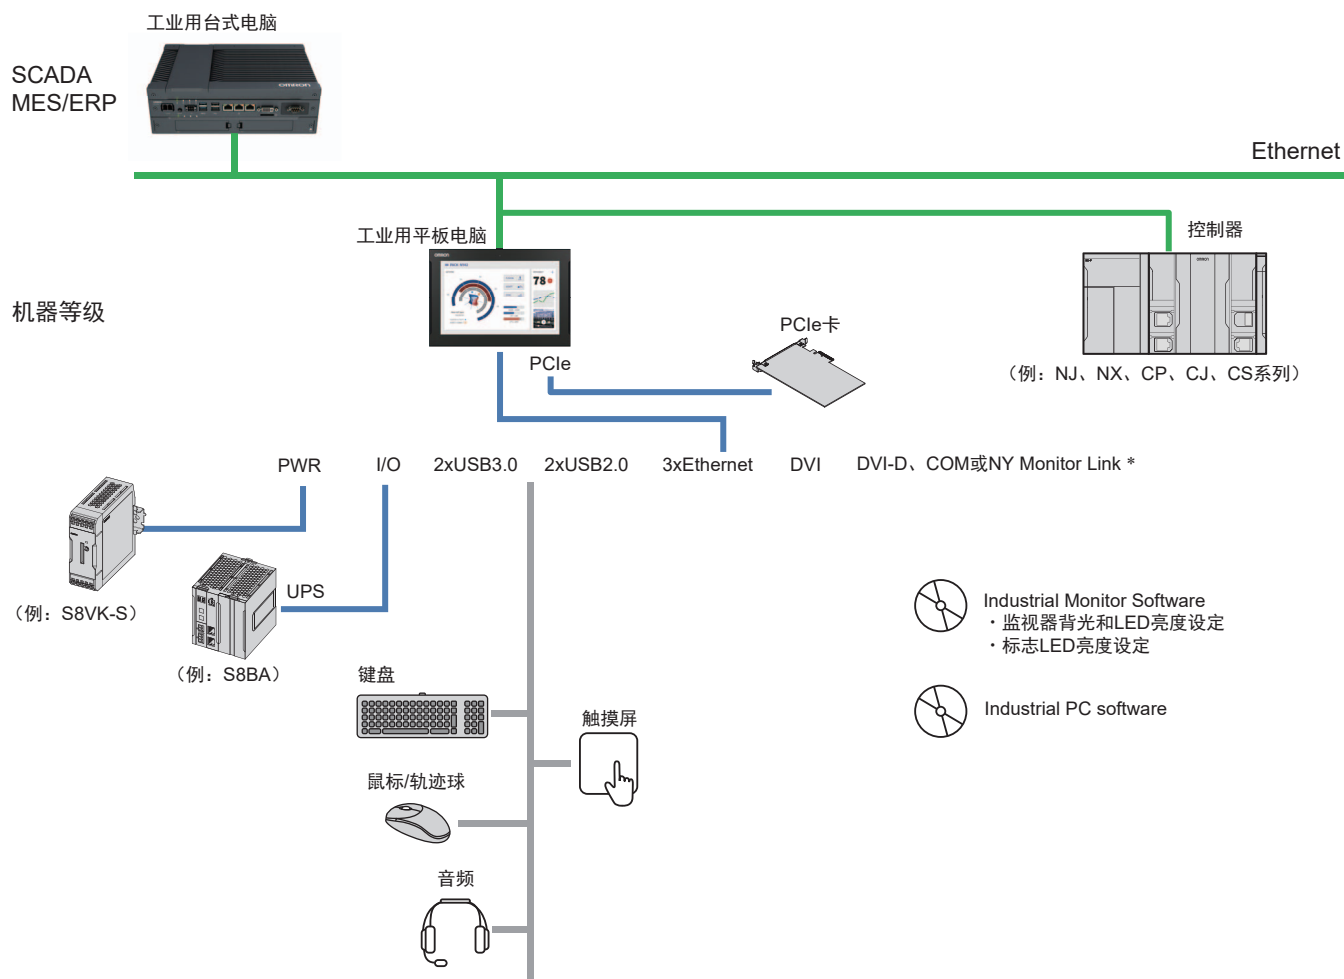 工业用台式电脑
SCADA
MES/ERP
OMRON
Ethernet
工业用平板电脑
控制器
OMRON
OMRON
78
机器等级
PCIe卡
PCIe
（例：NJ、NX、CP、CJ、CS系列）
PWR
I/O
2xUSB3.0
2xUSB2.0
3xEthernet
DVI
DVI-D、COM或NY Monitor Link *
UPS
（例：S8VK-S）
（例：S8BA）
Industrial Monitor Software
・监视器背光和LED亮度设定
・标志LED亮度设定
键盘
Industrial PC software
触摸屏
鼠标/轨迹球
音频